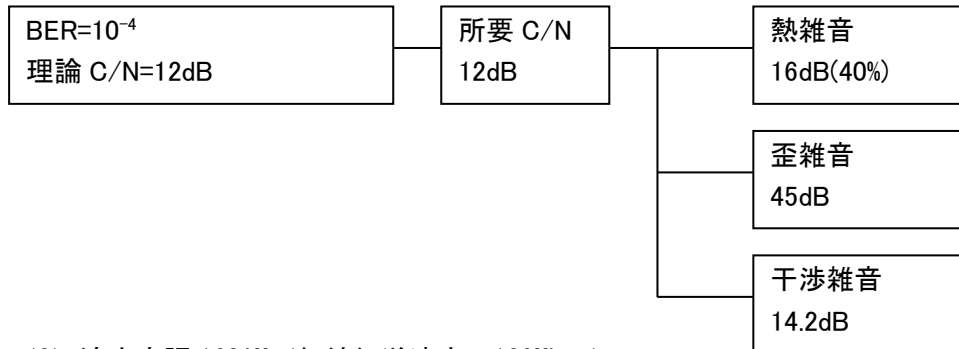 BER=10⁻⁴
理論 C/N=12dB
所要 C/N
12dB
熱雑音
16dB(40%)
歪雑音
45dB
干渉雑音
14.2dB